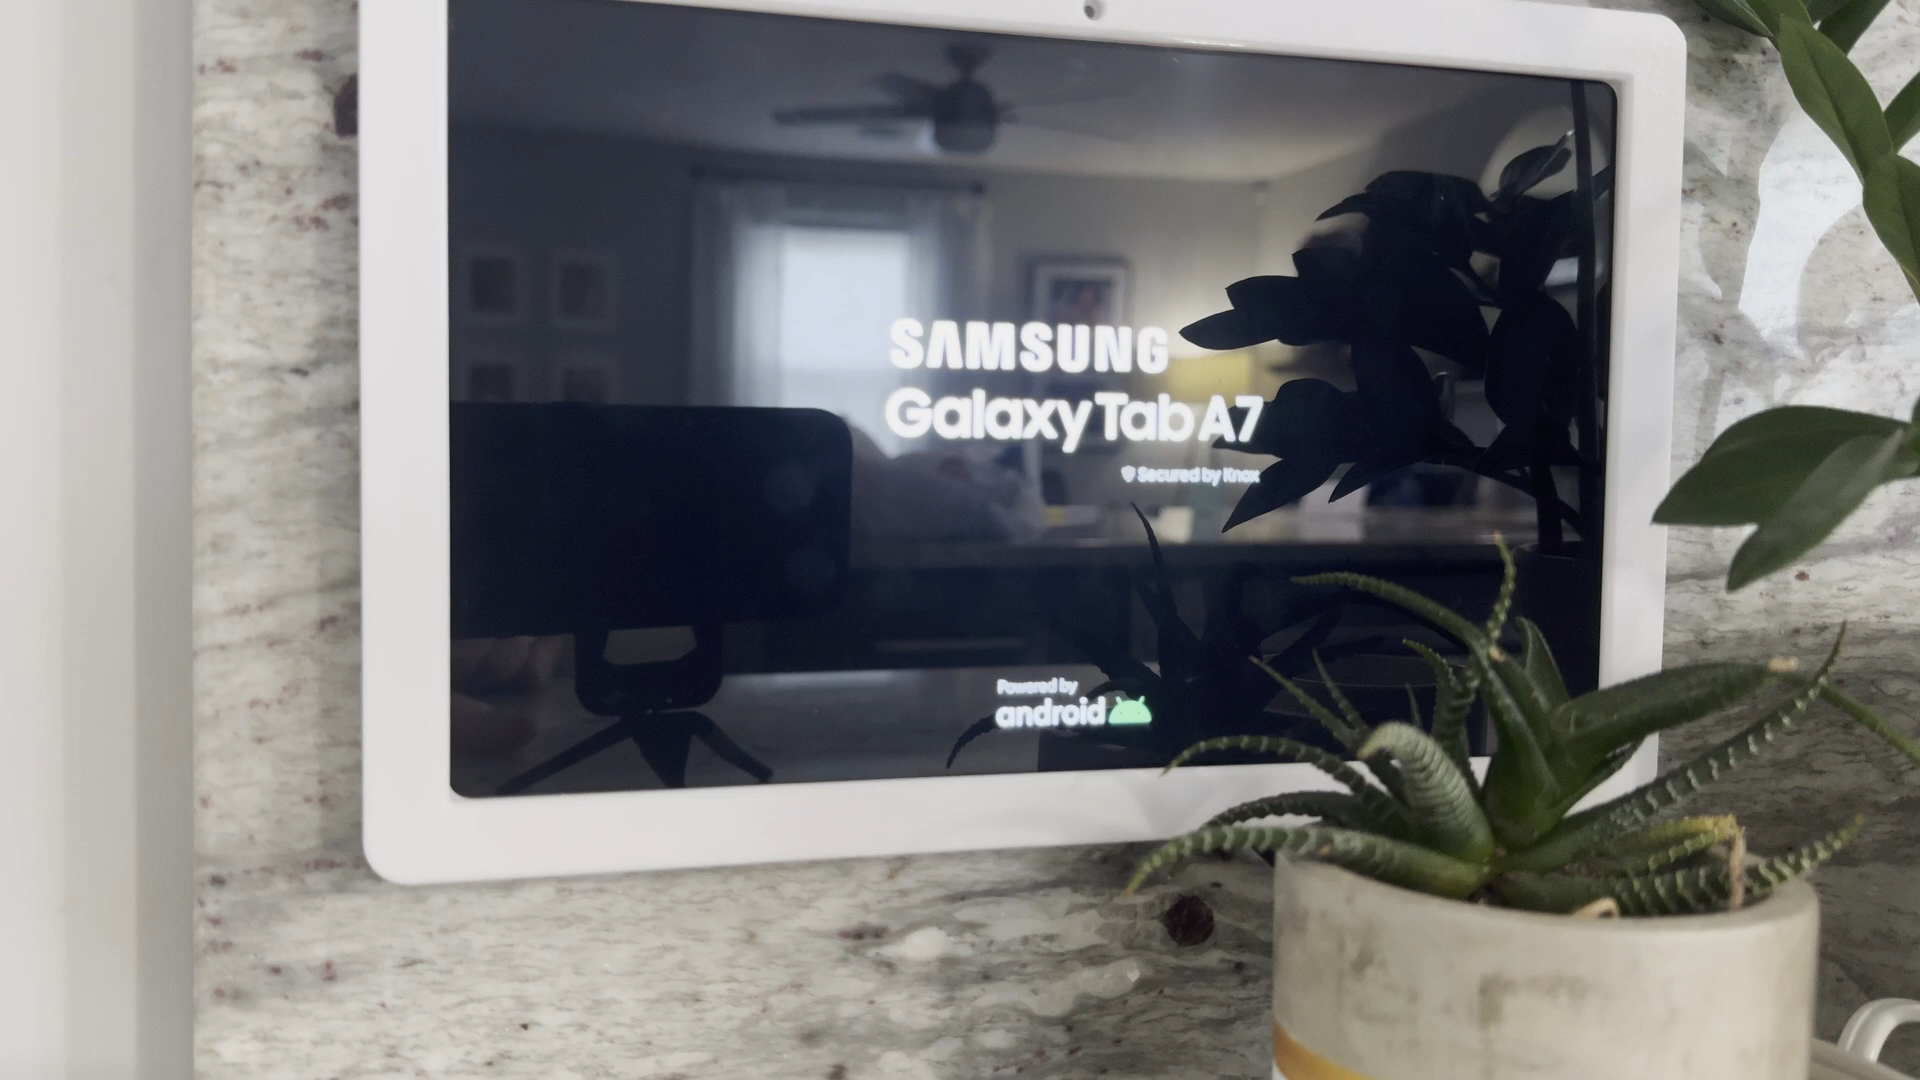 SAMSUNG
Galaxy Tab A7
Secured by Knox
Powered by
android